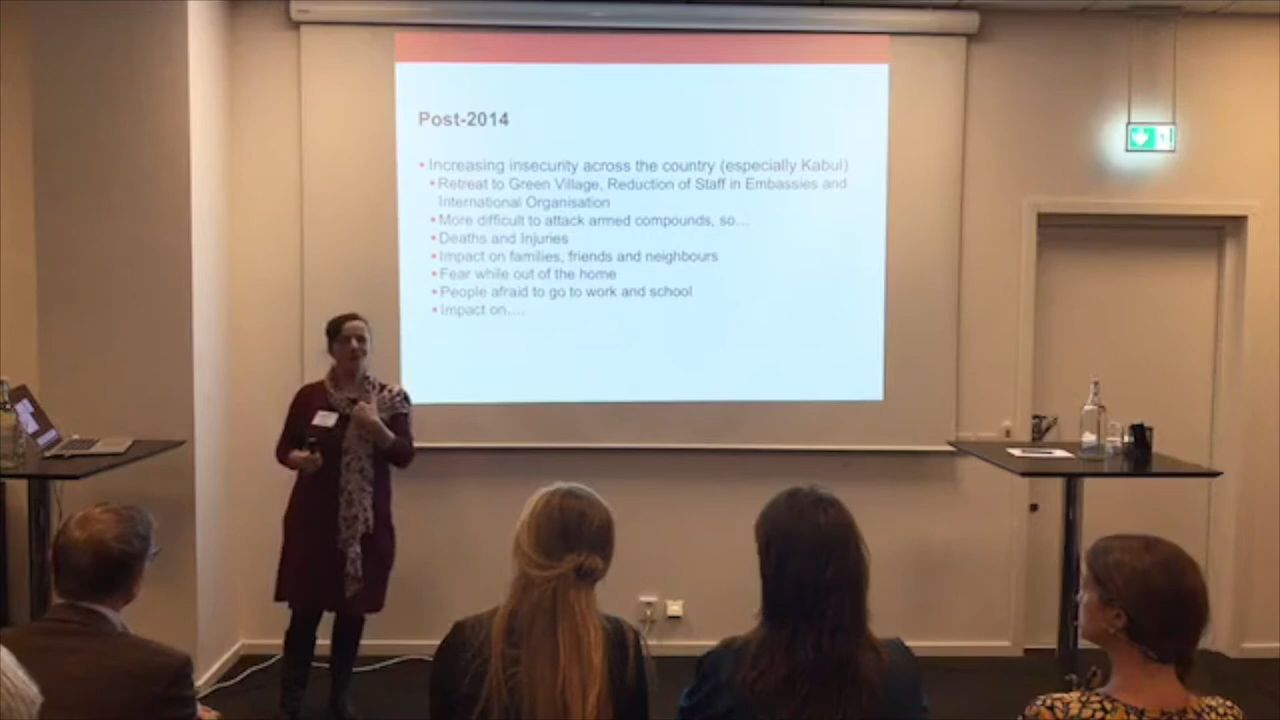 Post-2014
• Increasing insecurity across the country (especially Kabul)
• Retreat to Green Village, Reduction of Staff in Embassies and
International Organisation
• More difficult to attack armed compounds, so…
• Deaths and Injuries
• Impact on families, friends and neighbours
• Fear while out of the home
• People afraid to go to work and school
• Impact on….